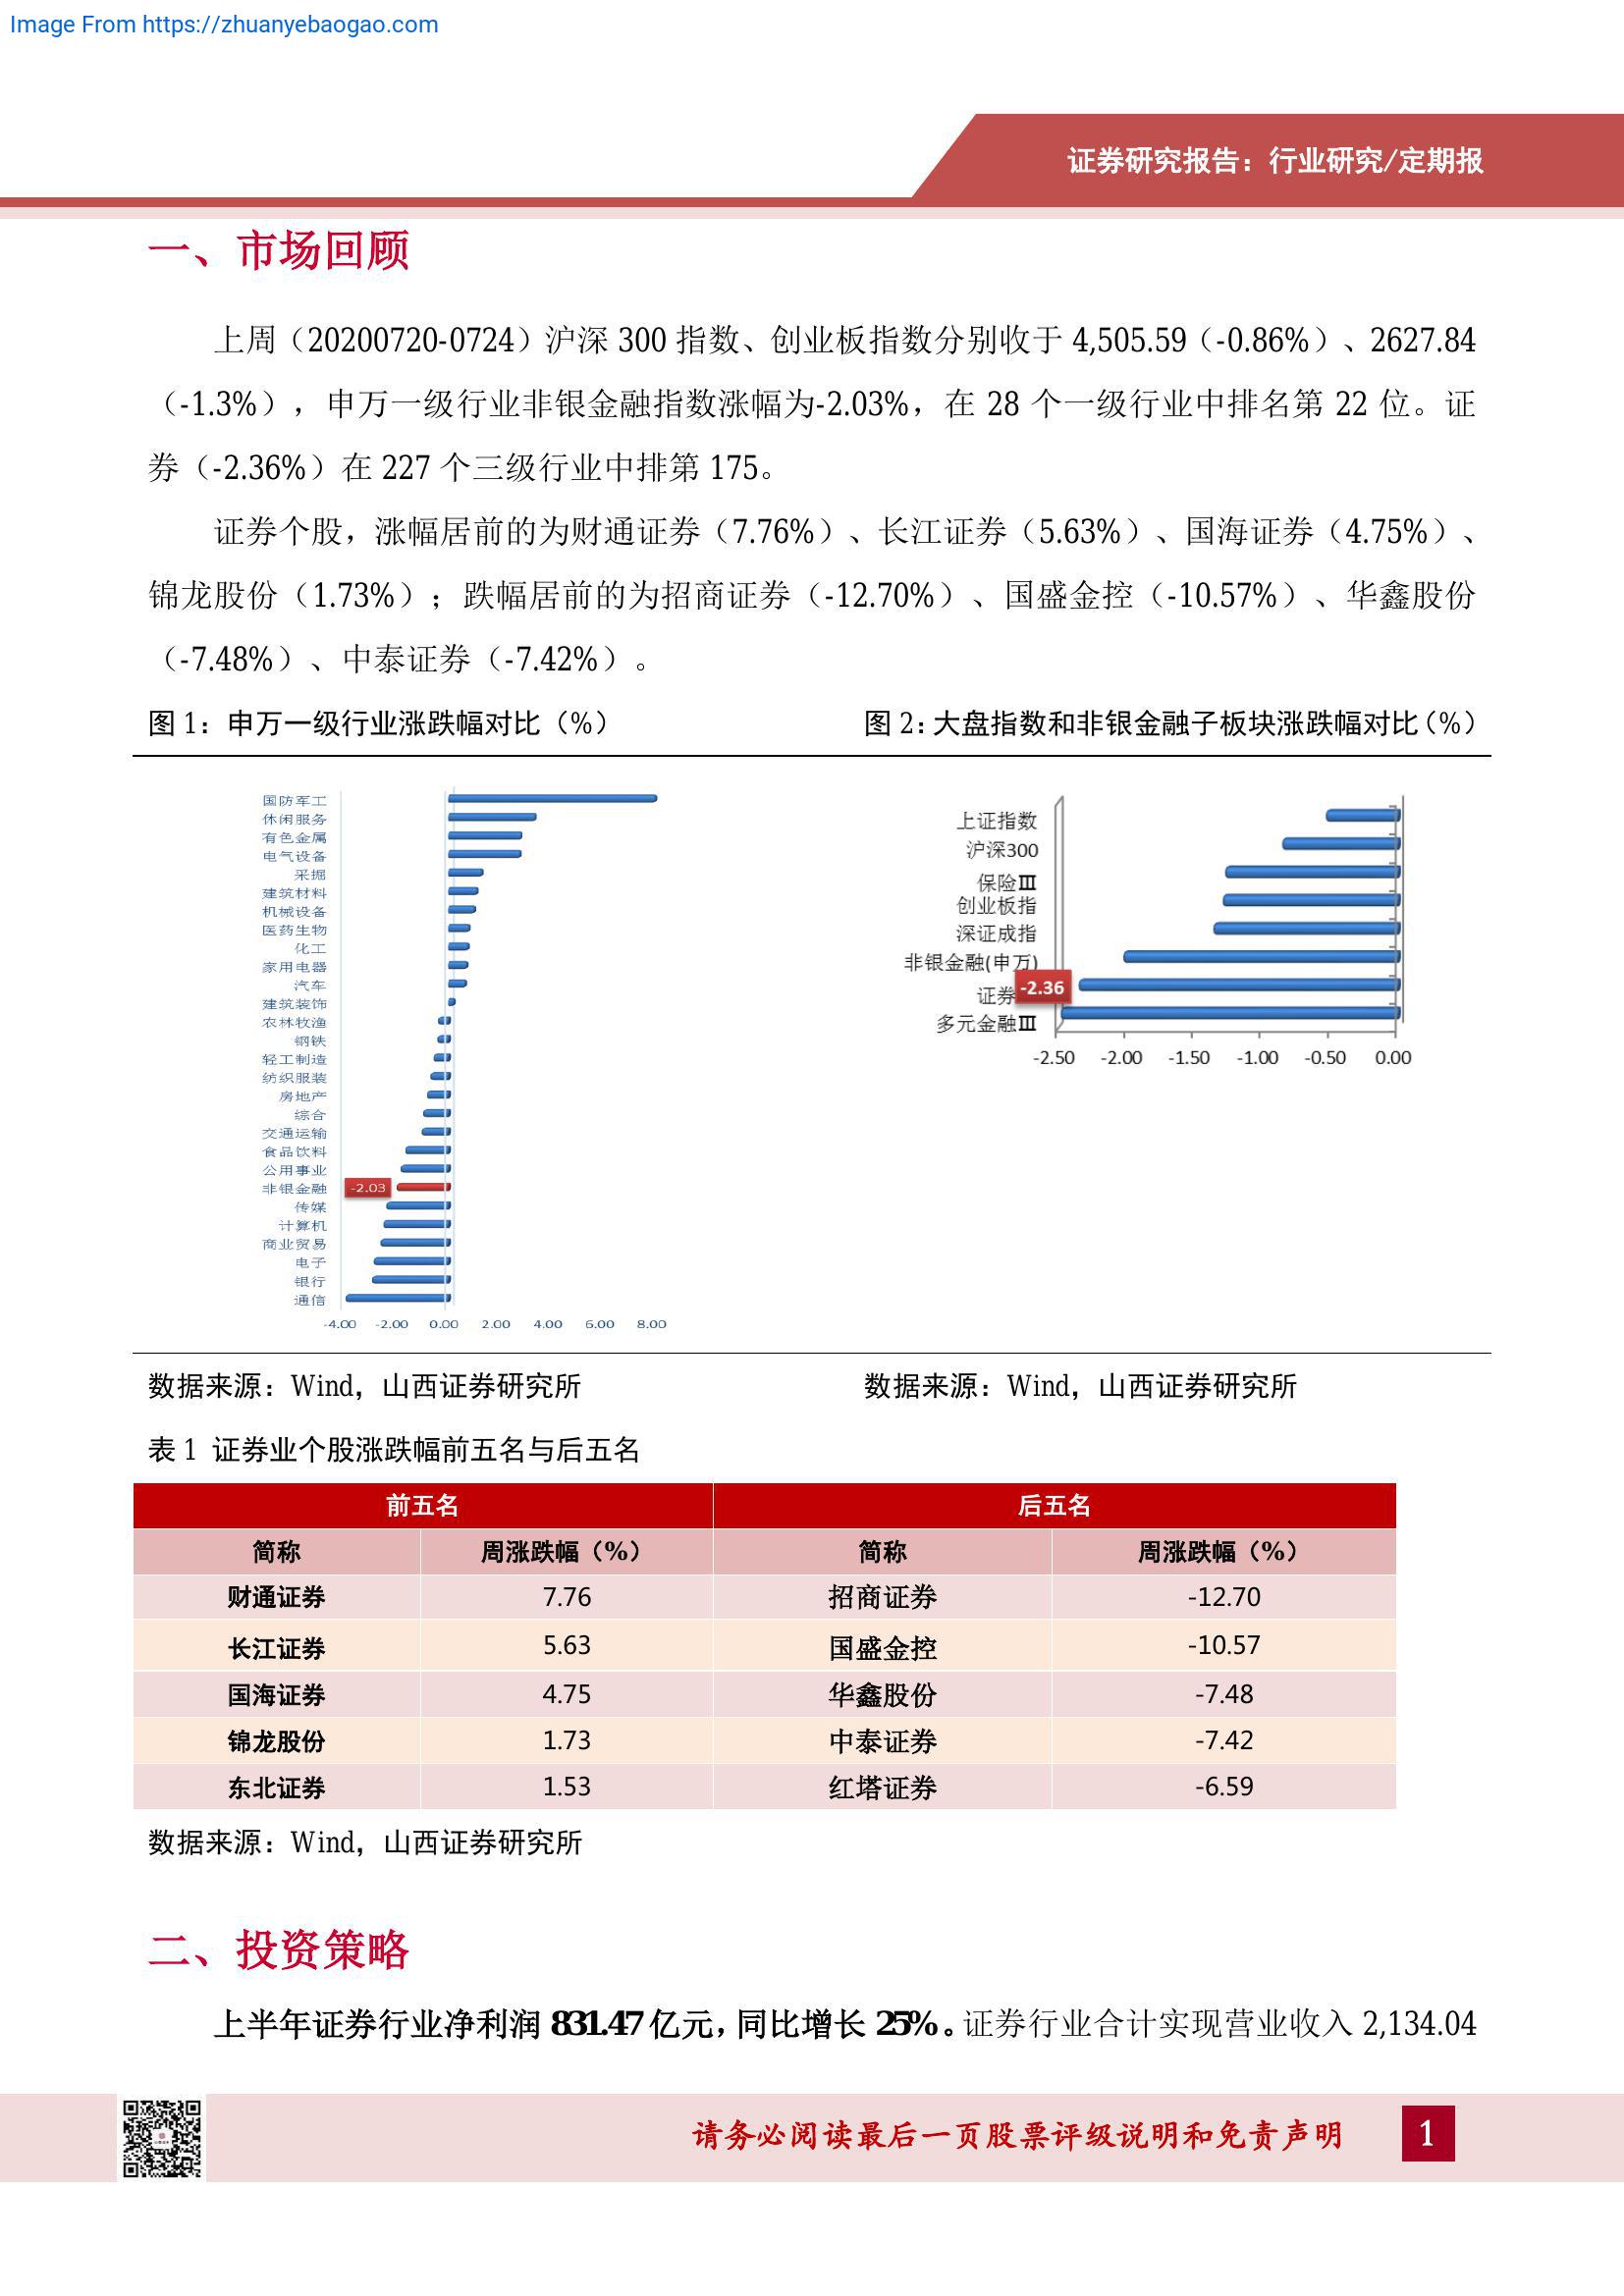 Image From https://zhuanyebaogao.com
证券研究报告：行业研究/定期报
一、市场回顾
上周（20200720-0724）沪深 300 指数、创业板指数分别收于 4,505.59（-0.86%）、2627.84
（-1.3%），申万一级行业非银金融指数涨幅为-2.03%，在 28 个一级行业中排名第 22 位。证
券（-2.36%）在 227 个三级行业中排第 175。
证券个股，涨幅居前的为财通证券（7.76%）、长江证券（5.63%）、国海证券（4.75%）、
锦龙股份（1.73%）；跌幅居前的为招商证券（-12.70%）、国盛金控（-10.57%）、华鑫股份
（-7.48%）、中泰证券（-7.42%）。
图 1：申万一级行业涨跌幅对比（%）
国防军工
休闲服务
有色金属
电气设备
采掘
建筑材料
机械设备
医药生物
化工
家用电器
汽车
建筑装饰
农林牧渔
钢铁
轻工制造
纺织服装
房地产
综合
交通运输
食品饮料
公用事业
非银金融 -2.03
传媒
计算机
商业贸易
电子
银行
通信
-4.00 -2.00 0.00 2.00 4.00 6.00 8.00
图 2：大盘指数和非银金融子板块涨跌幅对比（%）
上证指数
沪深300
保险Ⅲ
创业板指
深证成指
非银金融(申万)
证券 -2.36
多元金融Ⅲ
-2.50 -2.00 -1.50 -1.00 -0.50 0.00
数据来源：Wind，山西证券研究所
数据来源：Wind，山西证券研究所
表 1 证券业个股涨跌幅前五名与后五名
前五名 后五名
简称 周涨跌幅（%） 简称 周涨跌幅（%）
财通证券 7.76 招商证券 -12.70
长江证券 5.63 国盛金控 -10.57
国海证券 4.75 华鑫股份 -7.48
锦龙股份 1.73 中泰证券 -7.42
东北证券 1.53 红塔证券 -6.59
数据来源：Wind，山西证券研究所
二、投资策略
上半年证券行业净利润 831.47 亿元，同比增长 25%。证券行业合计实现营业收入 2,134.04
请务必阅读最后一页股票评级说明和免责声明
1